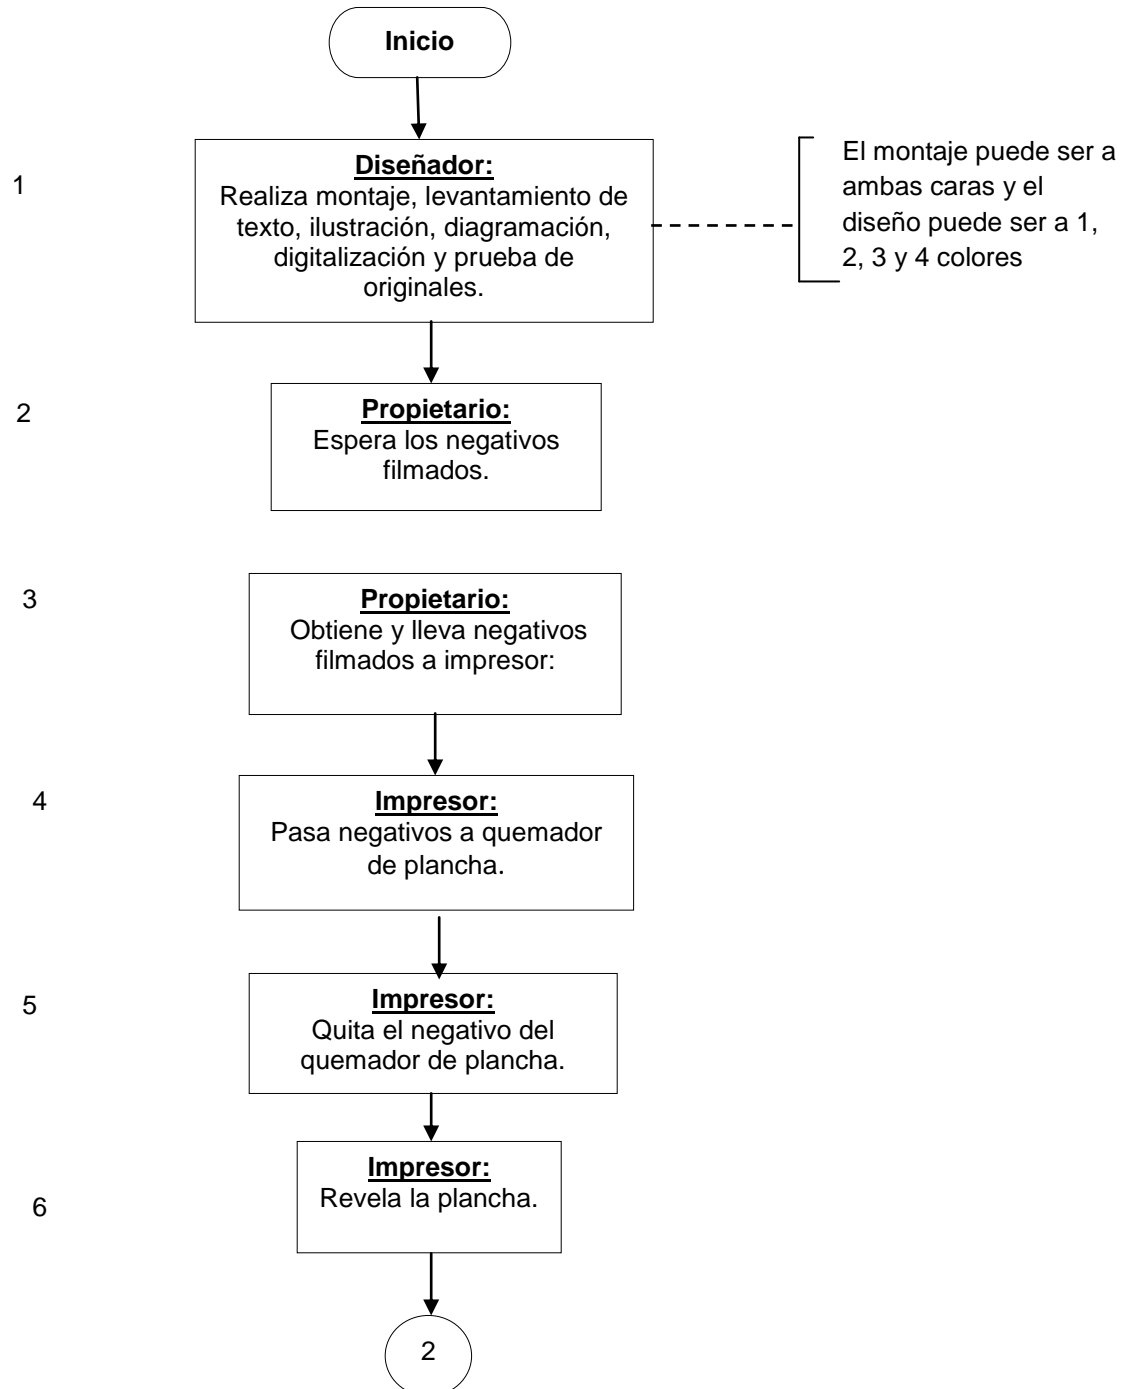 Inicio
1
Diseñador:
Realiza montaje, levantamiento de
texto, ilustración, diagramación,
digitalización y prueba de
originales.
El montaje puede ser a
ambas caras y el
diseño puede ser a 1,
2, 3 y 4 colores
2
Propietario:
Espera los negativos
filmados.
3
Propietario:
Obtiene y lleva negativos
filmados a impresor:
4
Impresor:
Pasa negativos a quemador
de plancha.
5
Impresor:
Quita el negativo del
quemador de plancha.
6
Impresor:
Revela la plancha.
2